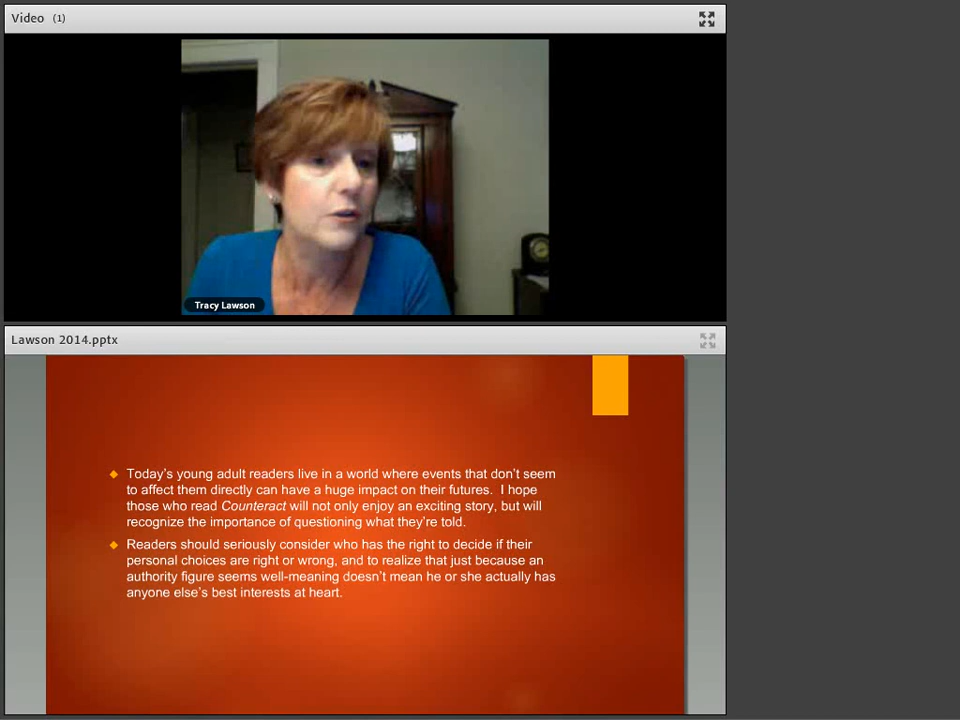 Video (1)
Tracy Lawson
Lawson 2014.pptx
Today's young adult readers live in a world where events that don't seem
to affect them directly can have a huge impact on their futures.  I hope
those who read Counteract will not only enjoy an exciting story, but will
recognize the importance of questioning what they're told.
Readers should seriously consider who has the right to decide if their
personal choices are right or wrong, and to realize that just because an
authority figure seems well-meaning doesn't mean he or she actually has
anyone else's best interests at heart.